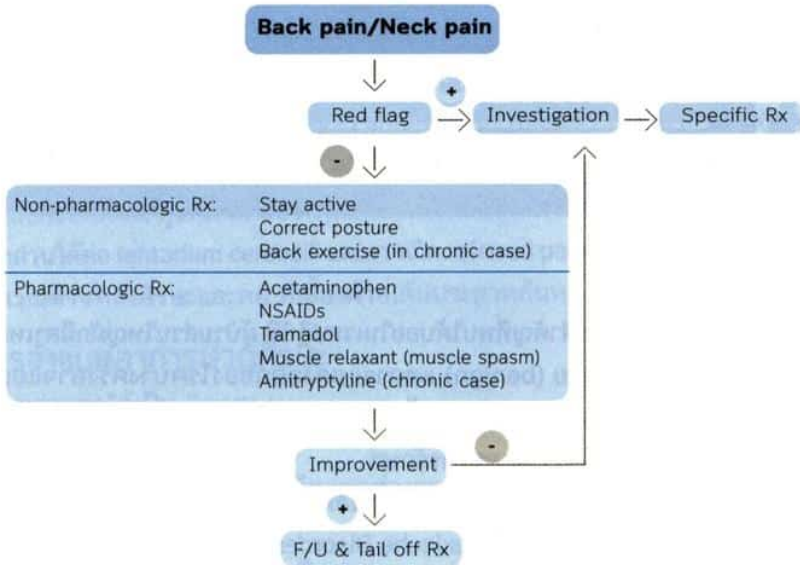 Back pain/Neck pain
+
Red flag
Investigation
Specific Rx
-
Non-pharmacologic Rx: Stay active
Correct posture
Back exercise (in chronic case)
Pharmacologic Rx: Acetaminophen
NSAIDs
Tramadol
Muscle relaxant (muscle spasm)
Amitryptyline (chronic case)
Improvement
-
+
F/U & Tail off Rx